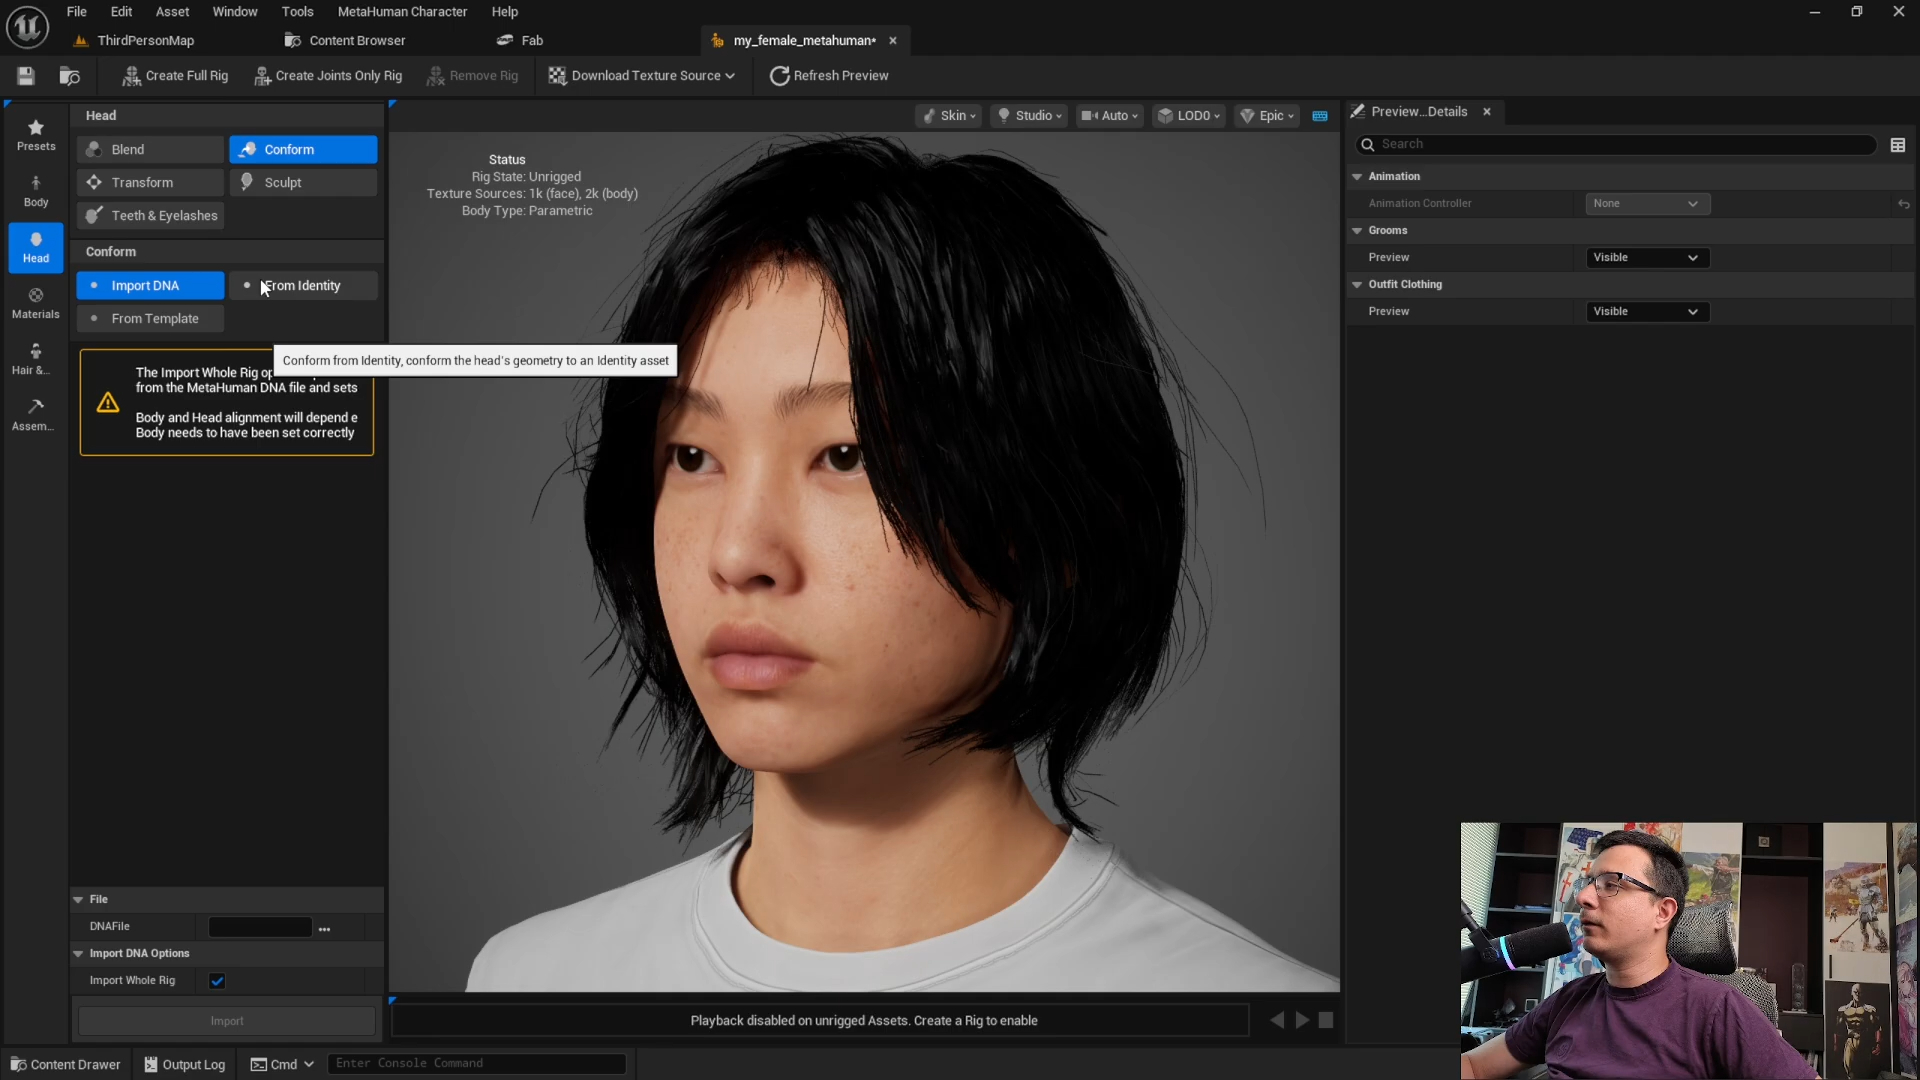 File Edit Asset Window Tools MetaHuman Character Help
ThirdPersonMap Content Browser Fab my_female_metahuman*
Create Full Rig Create Joints Only Rig Remove Rig Download Texture Source Refresh Preview
Presets
Body
Head
Materials
Hair &...
Assem...
Head
Blend Conform
Transform Sculpt
Teeth & Eyelashes
Conform
Import DNA From Identity
From Template
Conform from Identity, conform the head's geometry to an Identity asset
The Import Whole Rig op
from the MetaHuman DNA file and sets
Body and Head alignment will depend e
Body needs to have been set correctly
File
DNAFile ...
Import DNA Options
Import Whole Rig
Import
Skin Studio Auto LOD0 Epic
Status
Rig State: Unrigged
Texture Sources: 1k (face), 2k (body)
Body Type: Parametric
Playback disabled on unrigged Assets. Create a Rig to enable
Preview...Details
Search
Animation
Animation Controller None
Grooms
Preview Visible
Outfit Clothing
Preview Visible
Content Drawer Output Log Cmd Enter Console Command